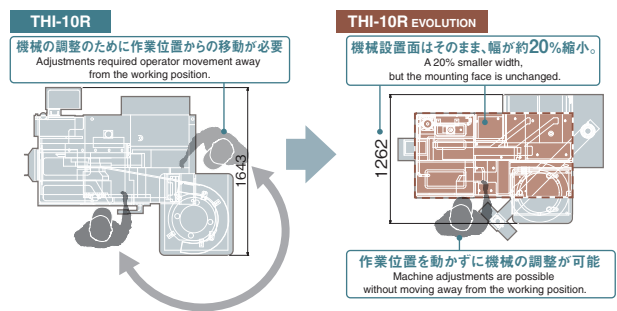 THI-10R
機械の調整のために作業位置からの移動が必要
Adjustments required operator movement away
from the working position.
1643
THI-10R EVOLUTION
機械設置面はそのまま、幅が約20%縮小。
A 20% smaller width,
but the mounting face is unchanged.
1262
作業位置を動かずに機械の調整が可能
Machine adjustments are possible
without moving away from the working position.